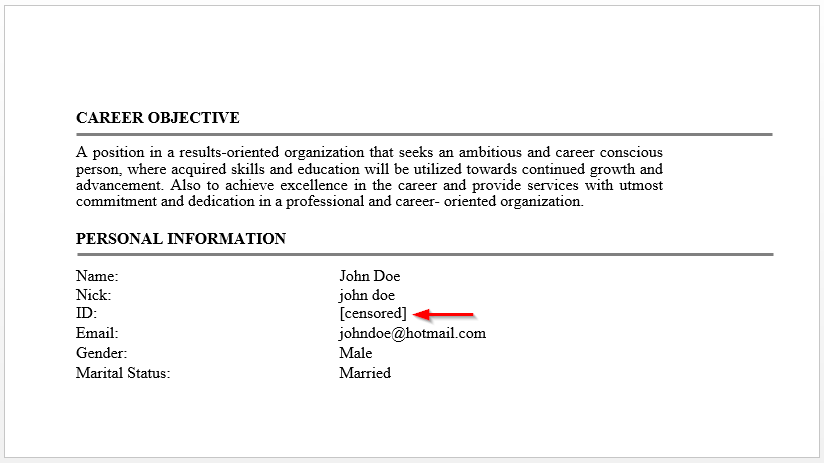 CAREER OBJECTIVE
A position in a results-oriented organization that seeks an ambitious and career conscious
person, where acquired skills and education will be utilized towards continued growth and
advancement. Also to achieve excellence in the career and provide services with utmost
commitment and dedication in a professional and career- oriented organization.
PERSONAL INFORMATION
Name: John Doe
Nick: john doe
ID: [censored]
Email: johndoe@hotmail.com
Gender: Male
Marital Status: Married